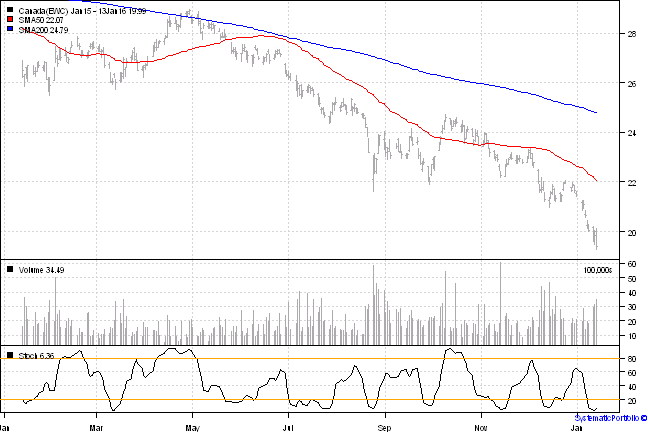 Canada(EWC) Jan15 - 13Jan16 19.99
SMA50 22.07
SMA200 24.79
28
26
24
22
20
Volume 34.49
100,000s
60
50
40
30
20
10
Stoch 6.36
80
60
40
20
Jan
Mar
May
Jul
Sep
Nov
Jan
SystematicPortfolio ©